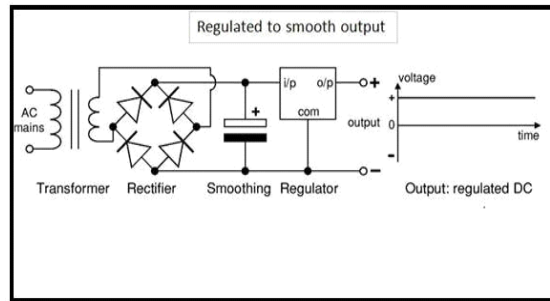 Regulated to smooth output
AC
mains
i/p o/p
com
+
+
−
output
voltage
+
0
-
time
Transformer Rectifier Smoothing Regulator Output: regulated DC